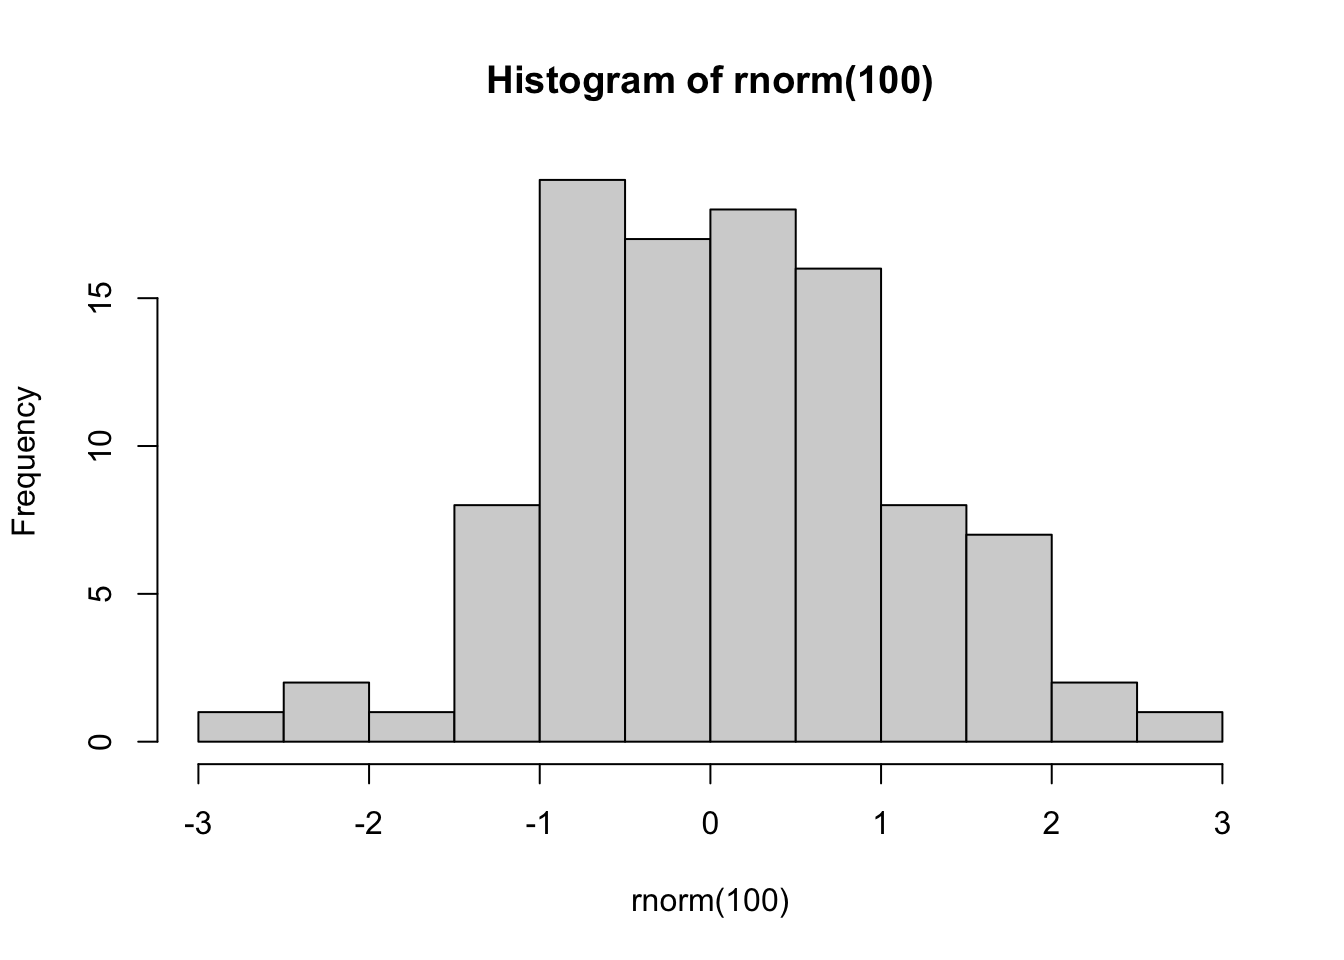 Histogram of rnorm(100)
Frequency
15
10
5
0
-3 -2 -1 0 1 2 3
rnorm(100)